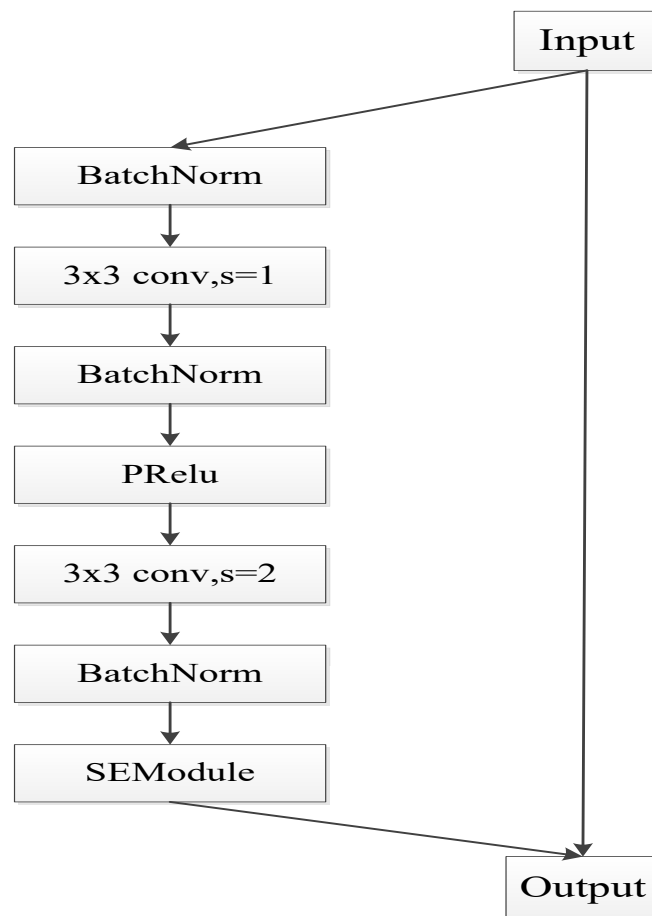 Input
BatchNorm
3x3 conv,s=1
BatchNorm
PRelu
3x3 conv,s=2
BatchNorm
SEModule
Output